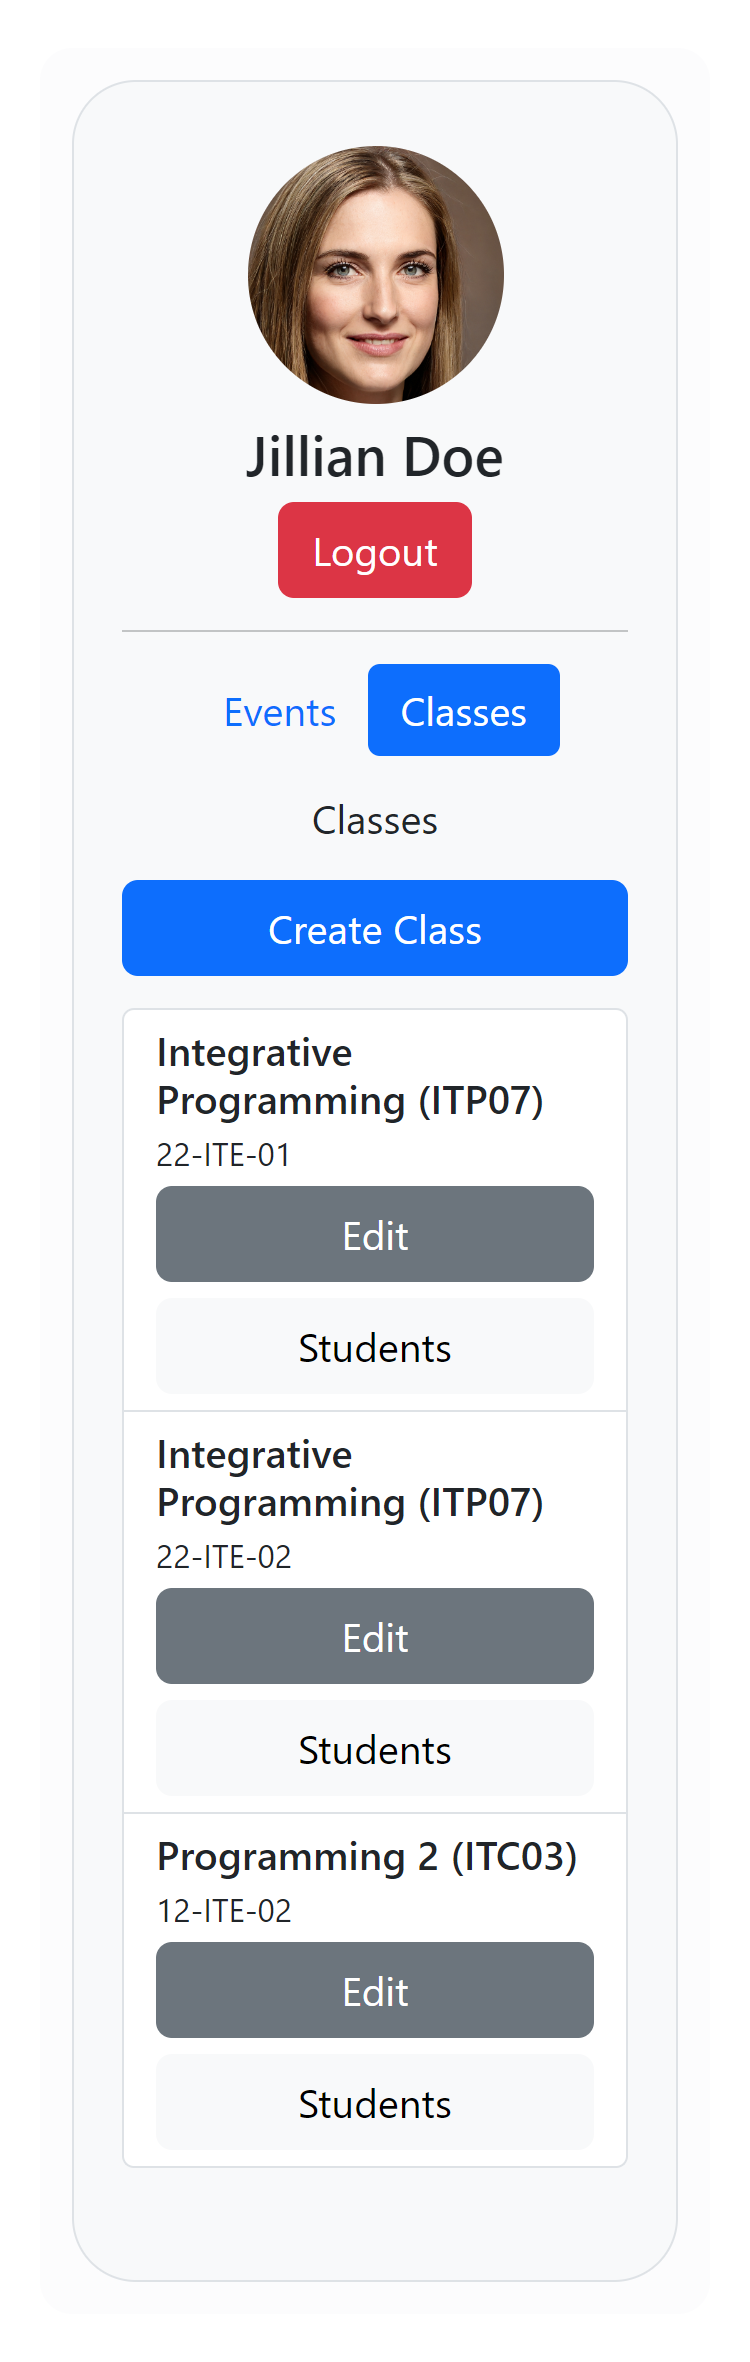 Jillian Doe
Logout
Events Classes
Classes
Create Class
Integrative
Programming (ITP07)
22-ITE-01
Edit
Students
Integrative
Programming (ITP07)
22-ITE-02
Edit
Students
Programming 2 (ITC03)
12-ITE-02
Edit
Students